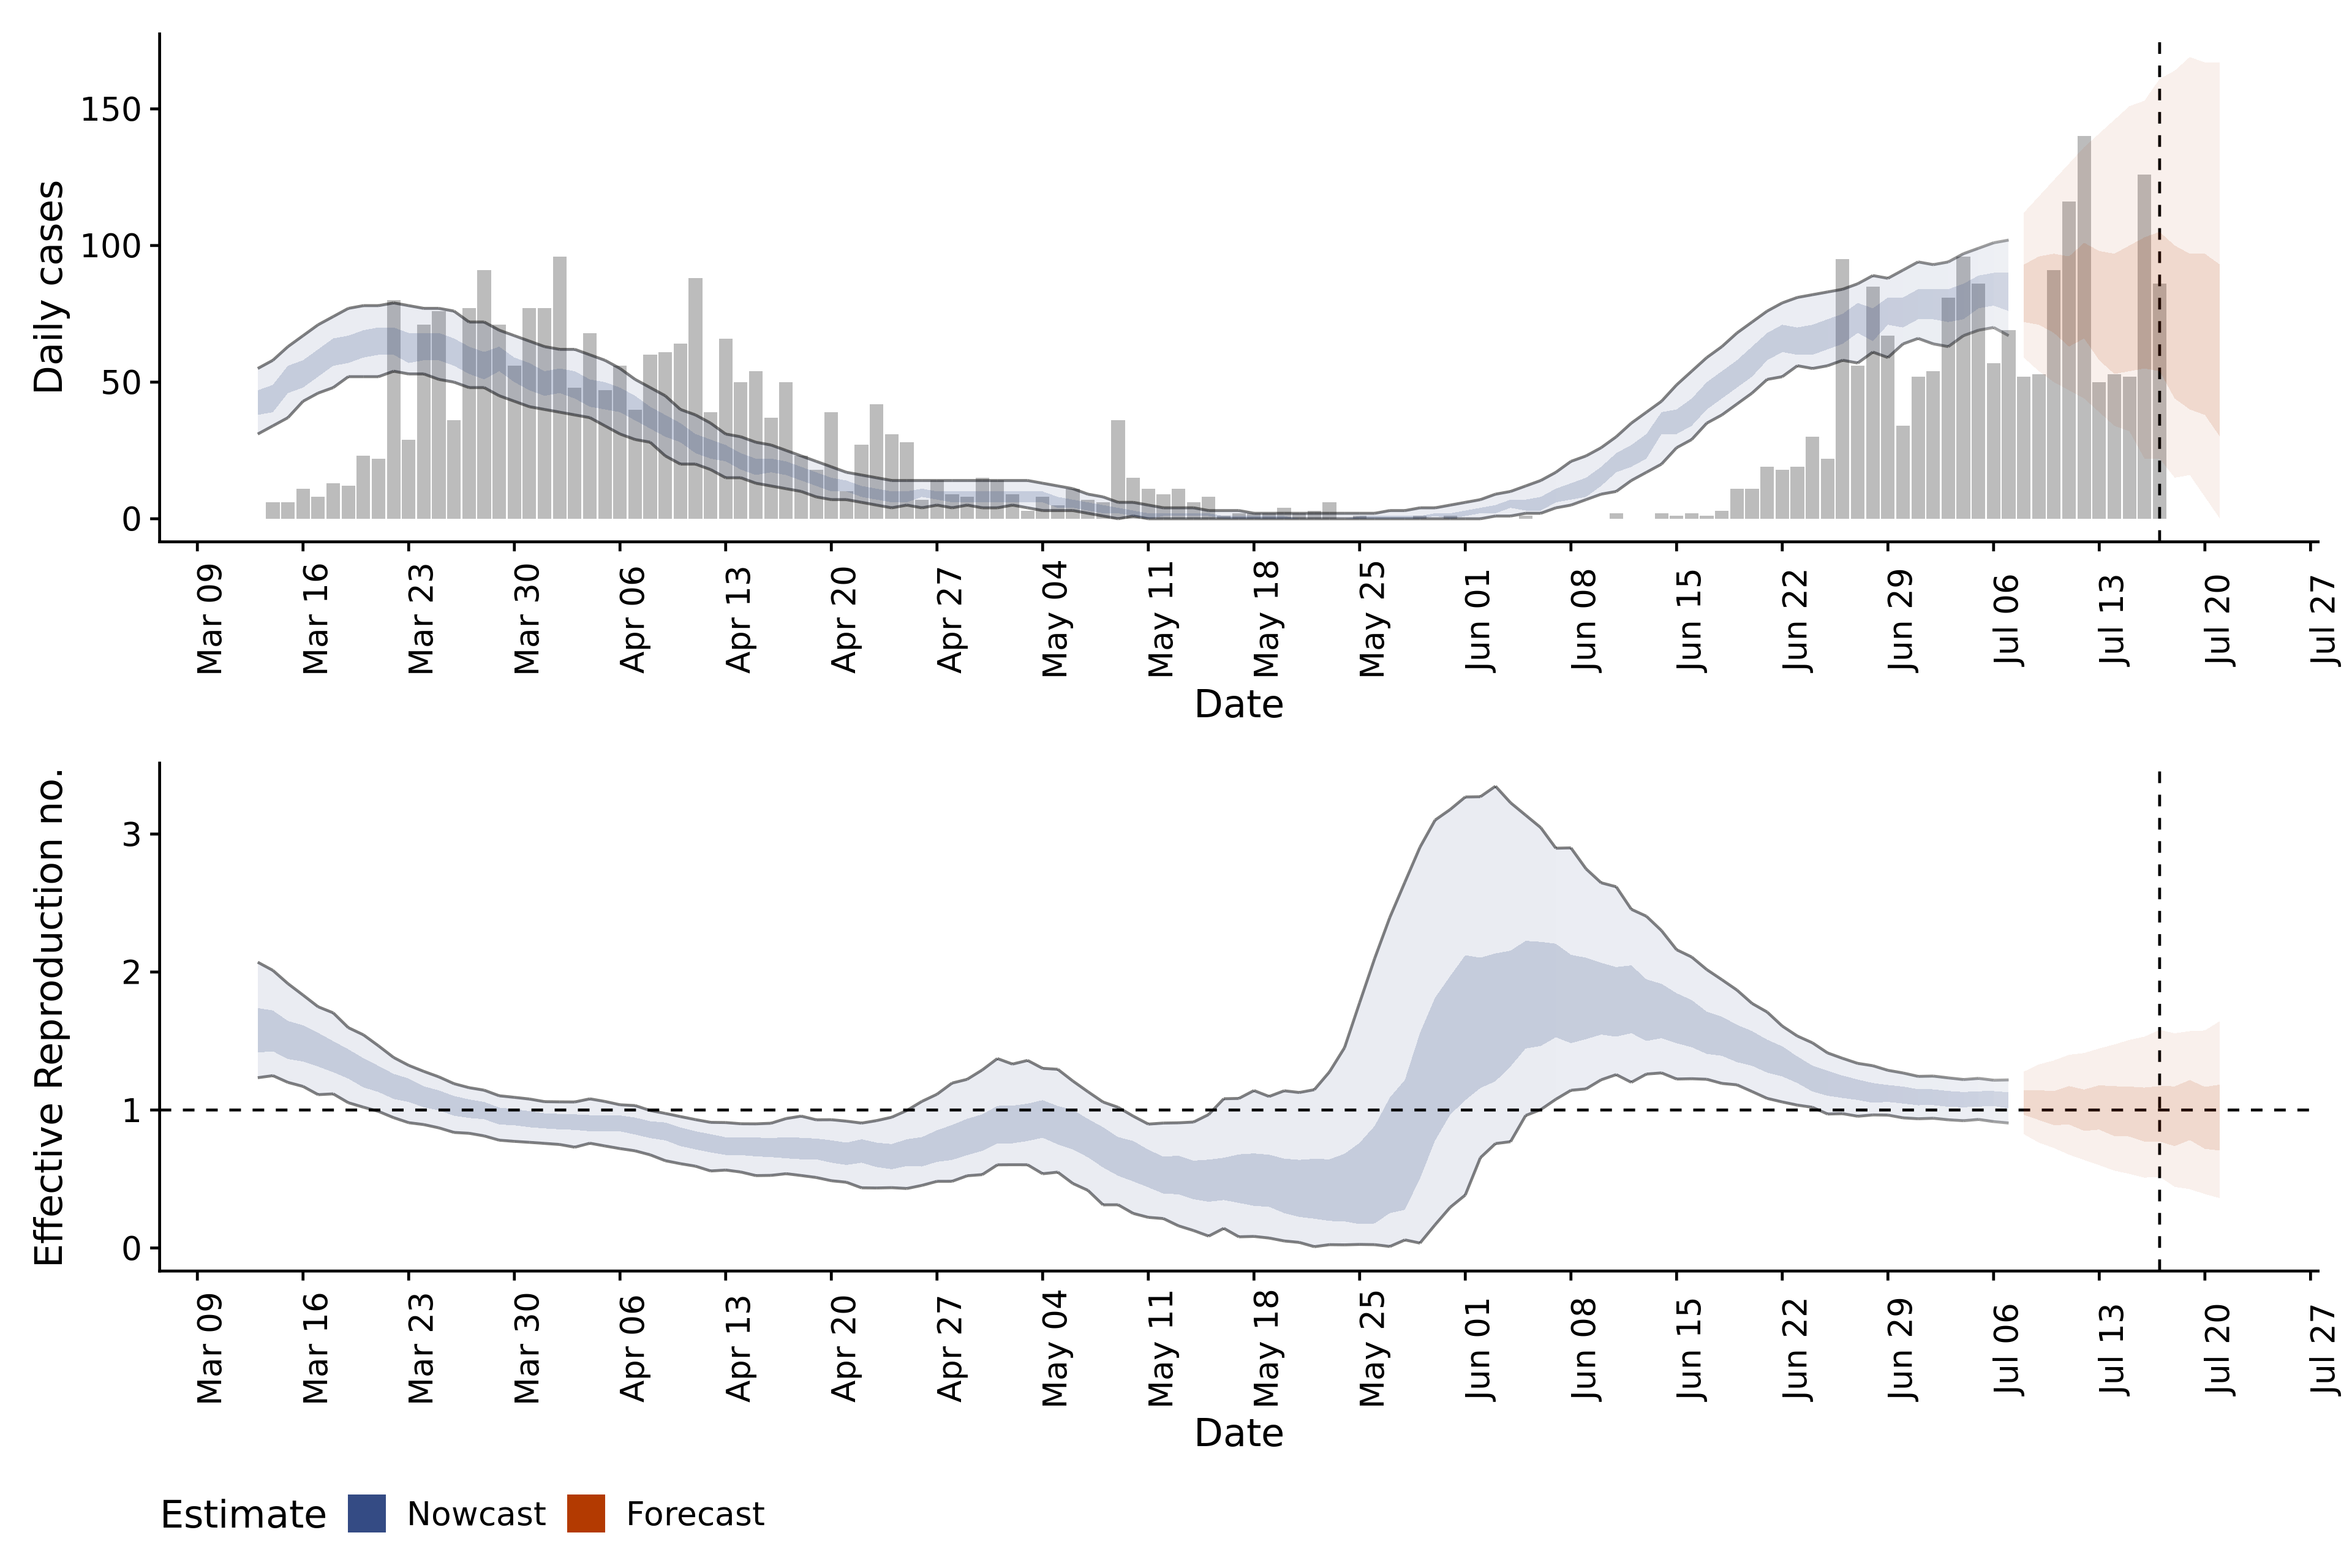 Daily cases
150
100
50
0
Mar 09 Mar 16 Mar 23 Mar 30 Apr 06 Apr 13 Apr 20 Apr 27 May 04 May 11 May 18 May 25 Jun 01 Jun 08 Jun 15 Jun 22 Jun 29 Jul 06 Jul 13 Jul 20 Jul 27
Date
Effective Reproduction no.
3
2
1
0
Mar 09 Mar 16 Mar 23 Mar 30 Apr 06 Apr 13 Apr 20 Apr 27 May 04 May 11 May 18 May 25 Jun 01 Jun 08 Jun 15 Jun 22 Jun 29 Jul 06 Jul 13 Jul 20 Jul 27
Date
Estimate Nowcast Forecast